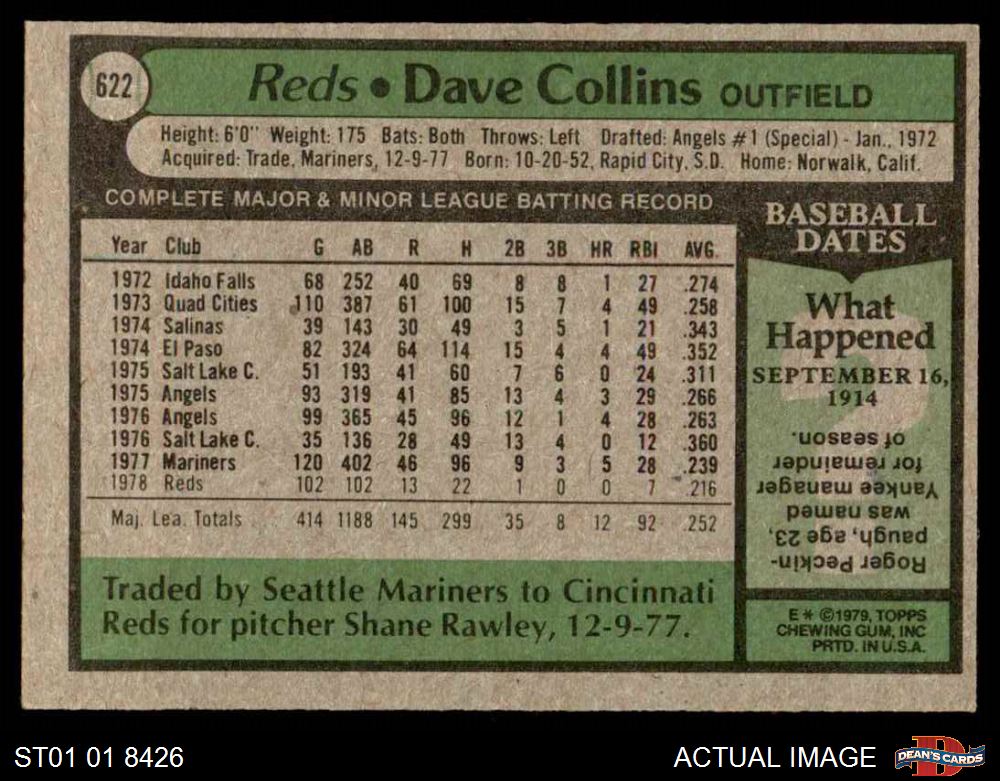 622
Reds • Dave Collins OUTFIELD
Height: 6'0" Weight: 175 Bats: Both Throws: Left Drafted: Angels #1 (Special) - Jan., 1972
Acquired: Trade, Mariners, 12-9-77 Born: 10-20-52, Rapid City, S.D. Home: Norwalk, Calif.
COMPLETE MAJOR & MINOR LEAGUE BATTING RECORD
Year Club G AB R H 2B 3B HR RBI AVG.
1972 Idaho Falls 68 252 40 69 8 8 1 27 .274
1973 Quad Cities 110 387 61 100 15 7 4 49 .258
1974 Salinas 39 143 30 49 3 5 1 21 .343
1974 El Paso 82 324 64 114 15 4 4 49 .352
1975 Salt Lake C. 51 193 41 60 7 6 0 24 .311
1975 Angels 93 319 41 85 13 4 3 29 .266
1976 Angels 99 365 45 96 12 1 4 28 .263
1976 Salt Lake C. 35 136 28 49 13 4 0 12 .360
1977 Mariners 120 402 46 96 9 3 5 28 .239
1978 Reds 102 102 13 22 1 0 0 7 .216
Maj. Lea. Totals 414 1188 145 299 35 8 12 92 .252
Traded by Seattle Mariners to Cincinnati
Reds for pitcher Shane Rawley, 12-9-77.
BASEBALL
DATES
What
Happened
SEPTEMBER 16,
1914
Roger Peckin-
paugh, age 23,
was named
Yankee manager
for remainder
of season.
E * ©1979, TOPPS
CHEWING GUM, INC
PRTD. IN U.S.A.
ST01 01 8426
ACTUAL IMAGE
D
DEAN'S CARDS